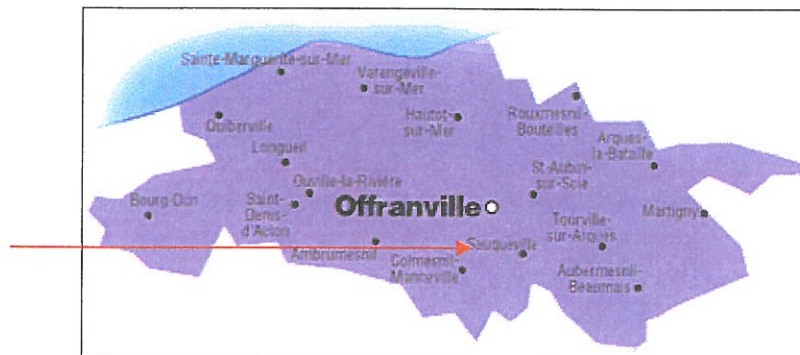 Sainte-Marguerite-sur-Mer
Varangéville-
sur-Mer
Quiberville
Hautot-
sur-Mer
Rouxmesnil-
Bouteilles
Arques-
la-Bataille
Longueil
St-Aubin-
sur-Scie
Ouville-la-Rivière
Bourg-Dun
Saint-
Denis-
d'Aclon
Offranville
Martigny
Tourville-
sur-Arques
Ambrumesnil
Sauqueville
Colmesnil-
Manneville
Aubermesnil-
Beaumais